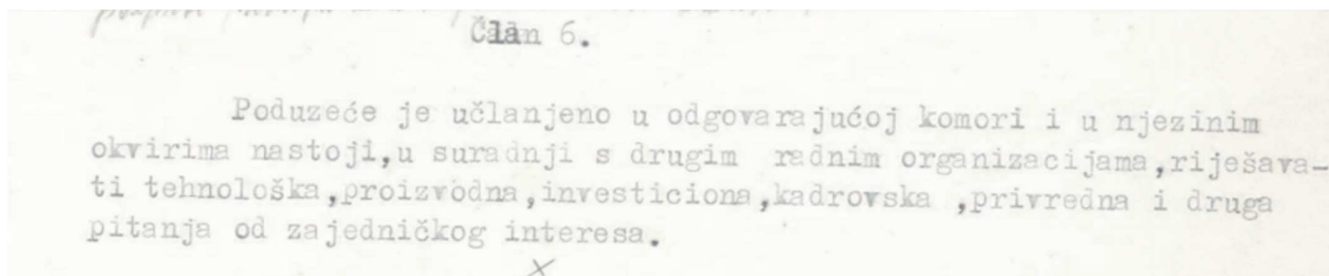 Član 6.
Poduzeće je učlanjeno u odgovarajućoj komori i u njezinim
okvirima nastoji,u suradnji s drugim radnim organizacijama,riješava-
ti tehnološka,proizvodna,investiciona,kadrovska ,privredna i druga
pitanja od zajedničkog interesa.